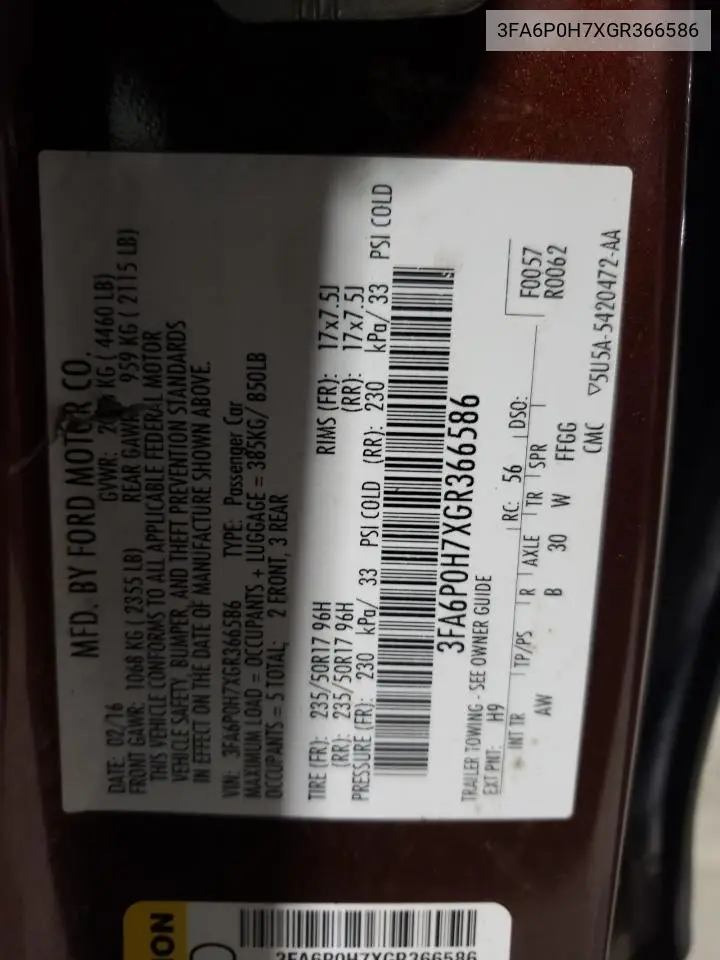 3FA6P0H7XGR366586
MFD. BY FORD MOTOR CO.
DATE: 02/16 GVWR: KG ( 4460 LB)
FRONT GAWR: 1068 KG ( 2355 LB) REAR GAWR: 959 KG ( 2115 LB)
THIS VEHICLE CONFORMS TO ALL APPLICABLE FEDERAL MOTOR
VEHICLE SAFETY, BUMPER, AND THEFT PREVENTION STANDARDS
IN EFFECT ON THE DATE OF MANUFACTURE SHOWN ABOVE.
VIN: 3FA6P0H7XGR366586 TYPE: Passenger Car
MAXIMUM LOAD = OCCUPANTS + LUGGAGE = 385KG/ 850LB
OCCUPANTS = 5 TOTAL: 2 FRONT, 3 REAR
TIRE (FR): 235/50R17 96H RIMS (FR): 17x7.5J
(RR): 235/50R17 96H (RR): 17x7.5J
PRESSURE (FR): 230 kPa/ 33 PSI COLD (RR): 230 kPa/ 33 PSI COLD
3FA6P0H7XGR366586
TRAILER TOWING - SEE OWNER GUIDE
EXT PNT: H9 RC: 56 DSO: F0057
R0062
INT TR TP/PS R AXLE TR SPR
AW B 30 W FFGG
CMC ▽5U5A-5420472-AA
ION
3FA6P0H7XGR366586